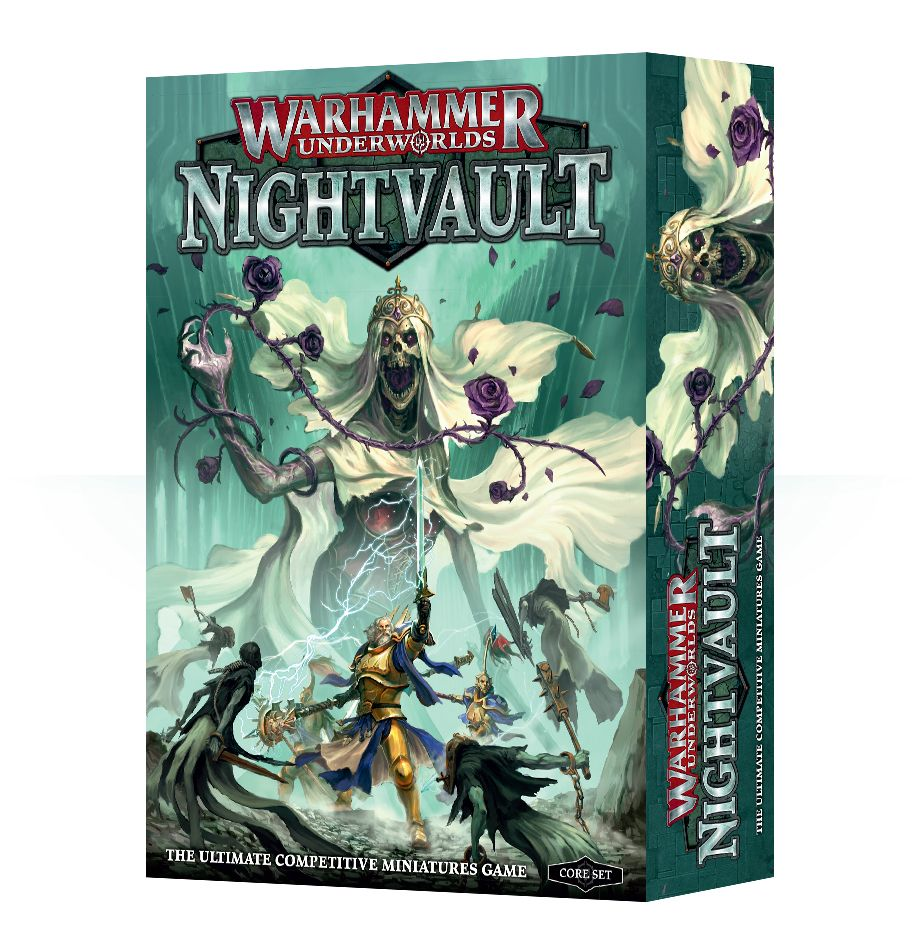 WARHAMMER
UNDERWORLDS
NIGHTVAULT
THE ULTIMATE COMPETITIVE MINIATURES GAME
CORE SET
WARHAMMER
UNDERWORLDS
NIGHTVAULT
THE ULTIMATE COMPETITIVE MINIATURES GAME